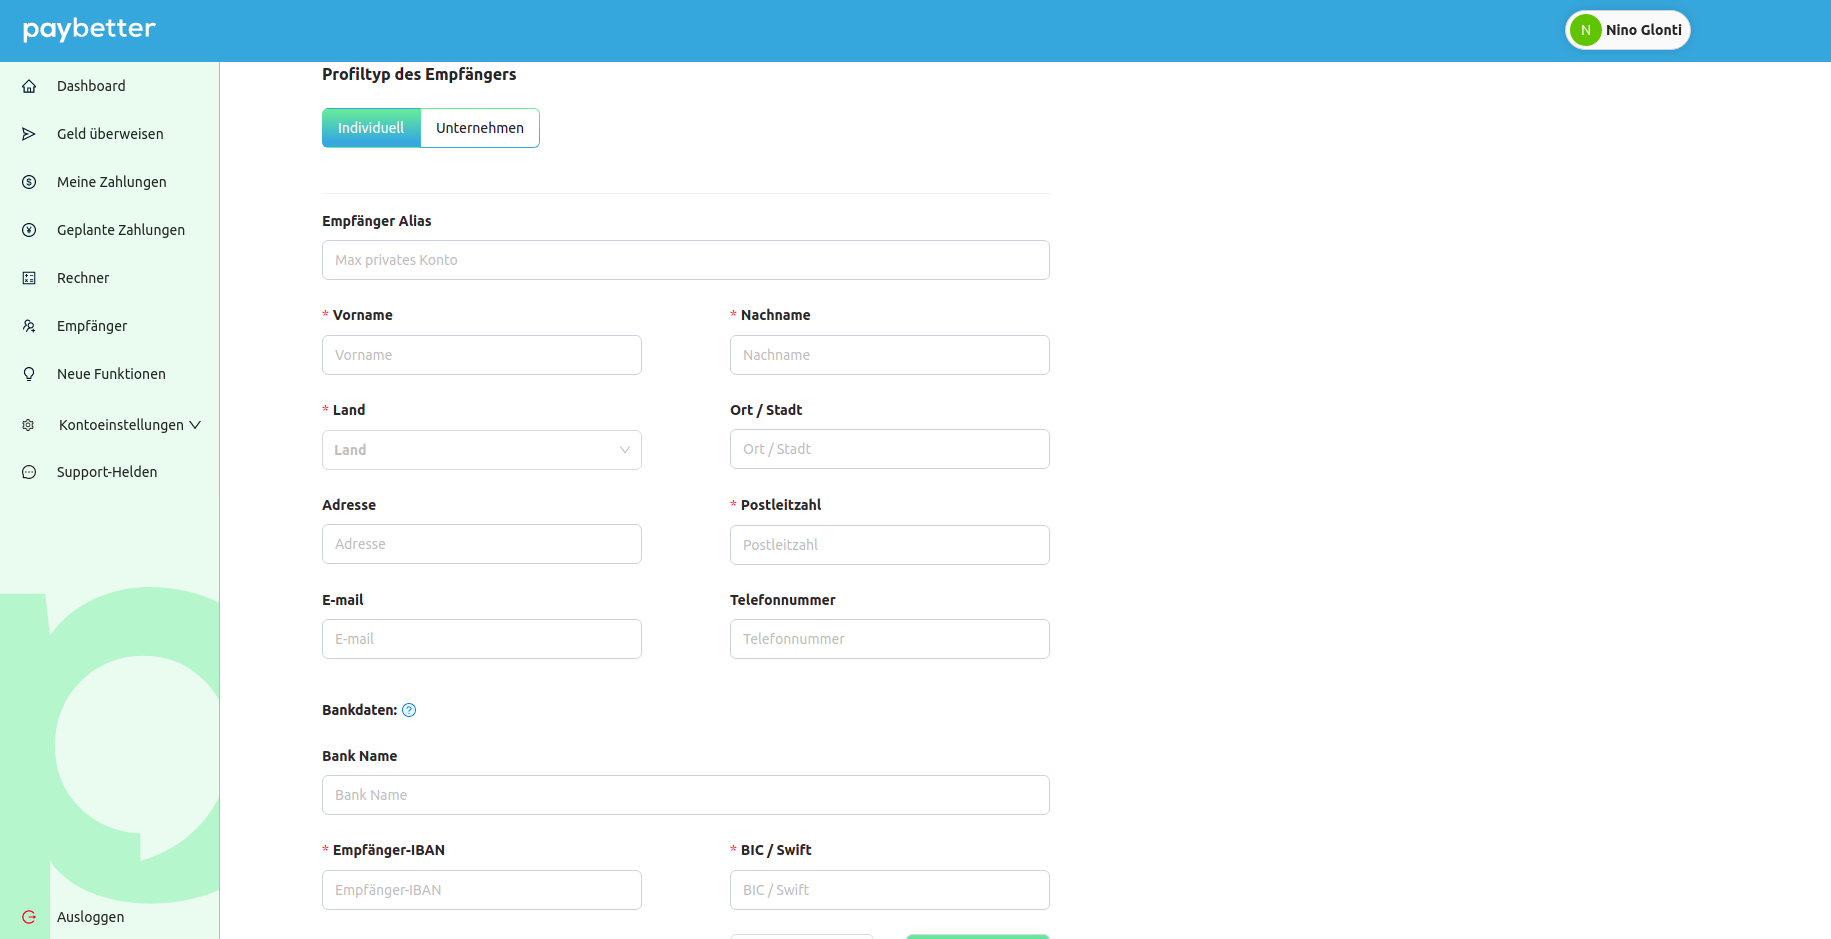 paybetter
N Nino Glonti
Dashboard
Geld überweisen
Meine Zahlungen
Geplante Zahlungen
Rechner
Empfänger
Neue Funktionen
Kontoeinstellungen
Support-Helden
Ausloggen
Profiltyp des Empfängers
Individuell Unternehmen
Empfänger Alias
Max privates Konto
* Vorname * Nachname
Vorname Nachname
* Land Ort / Stadt
Land Ort / Stadt
Adresse * Postleitzahl
Adresse Postleitzahl
E-mail Telefonnummer
E-mail Telefonnummer
Bankdaten: ?
Bank Name
Bank Name
* Empfänger-IBAN * BIC / Swift
Empfänger-IBAN BIC / Swift